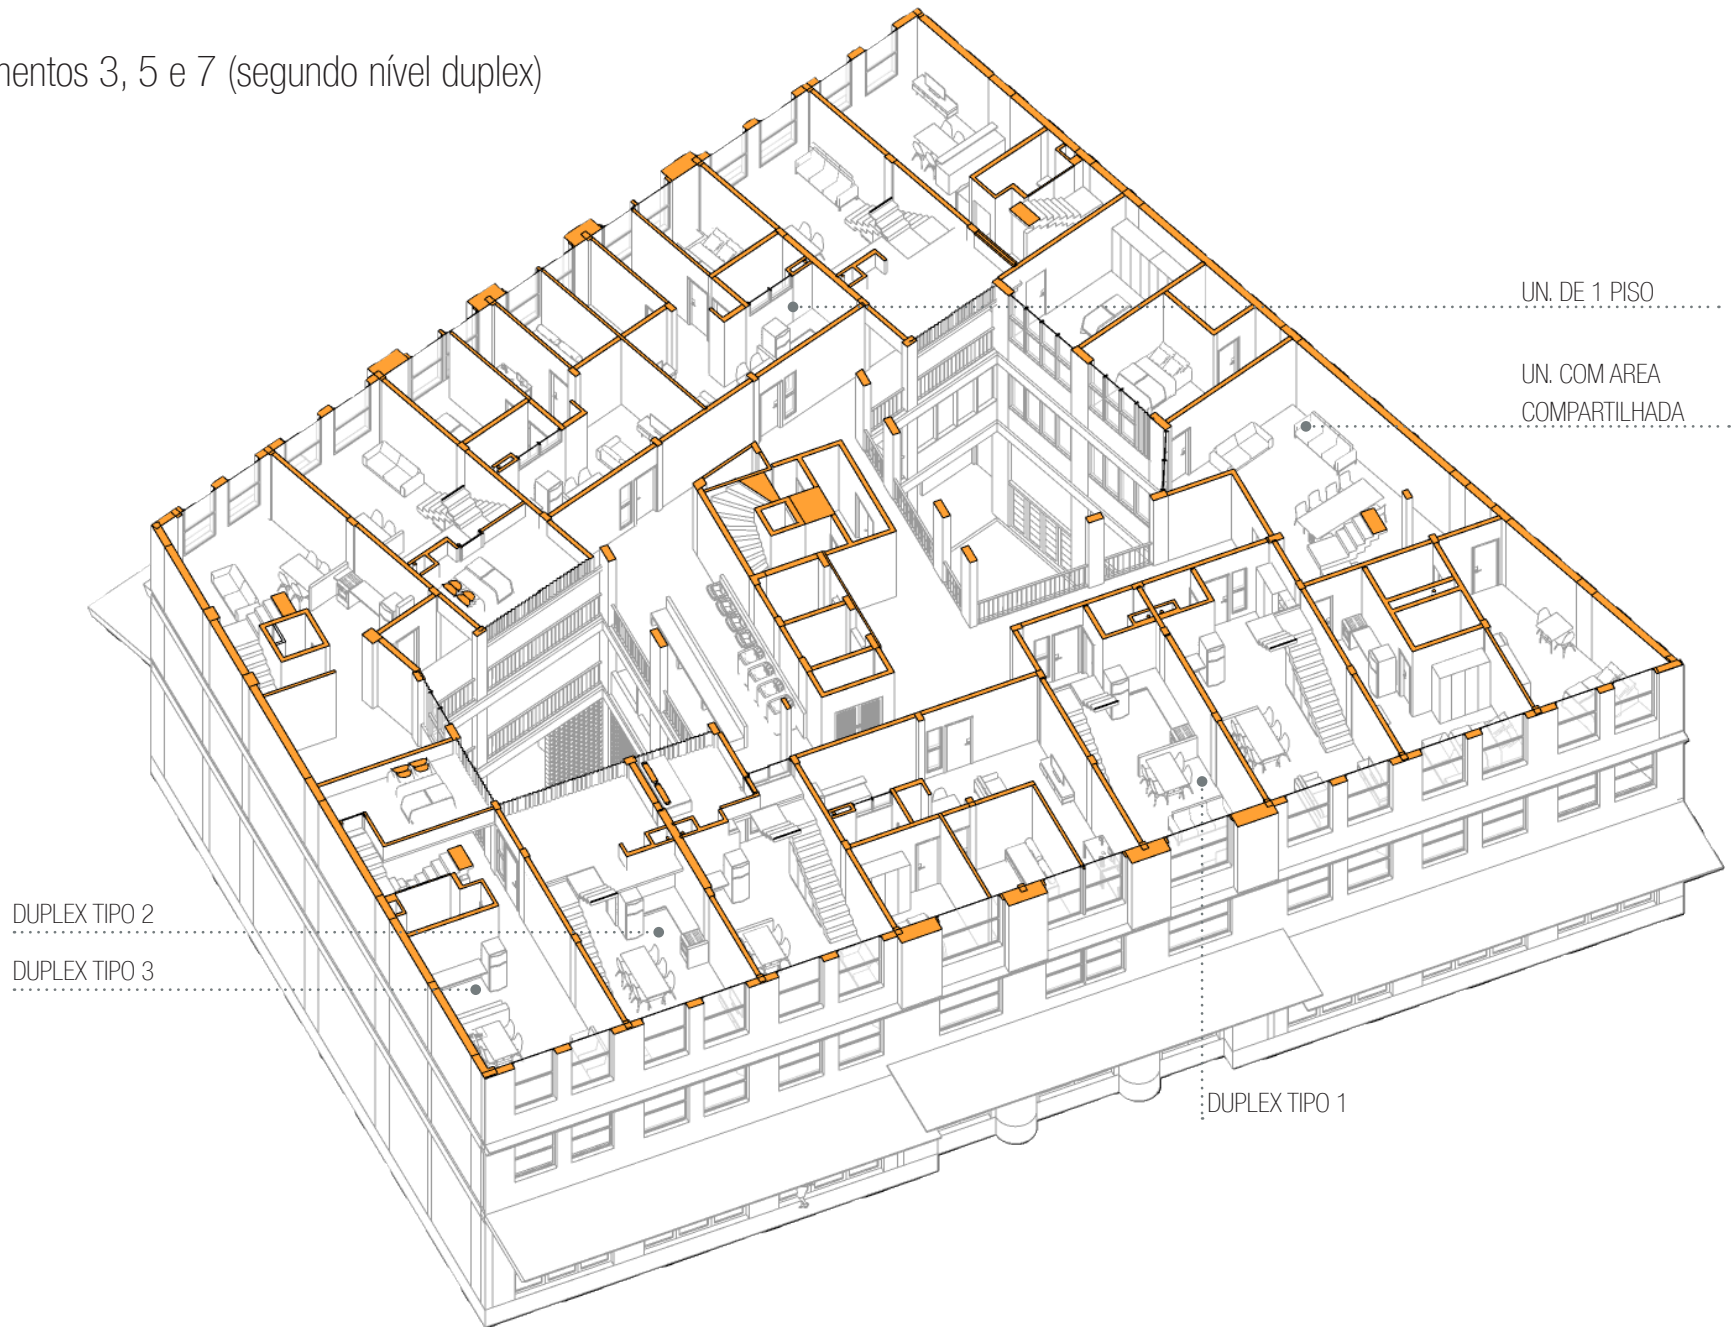 mentos 3, 5 e 7 (segundo nível duplex)
UN. DE 1 PISO
UN. COM AREA
COMPARTILHADA
DUPLEX TIPO 2
DUPLEX TIPO 3
DUPLEX TIPO 1